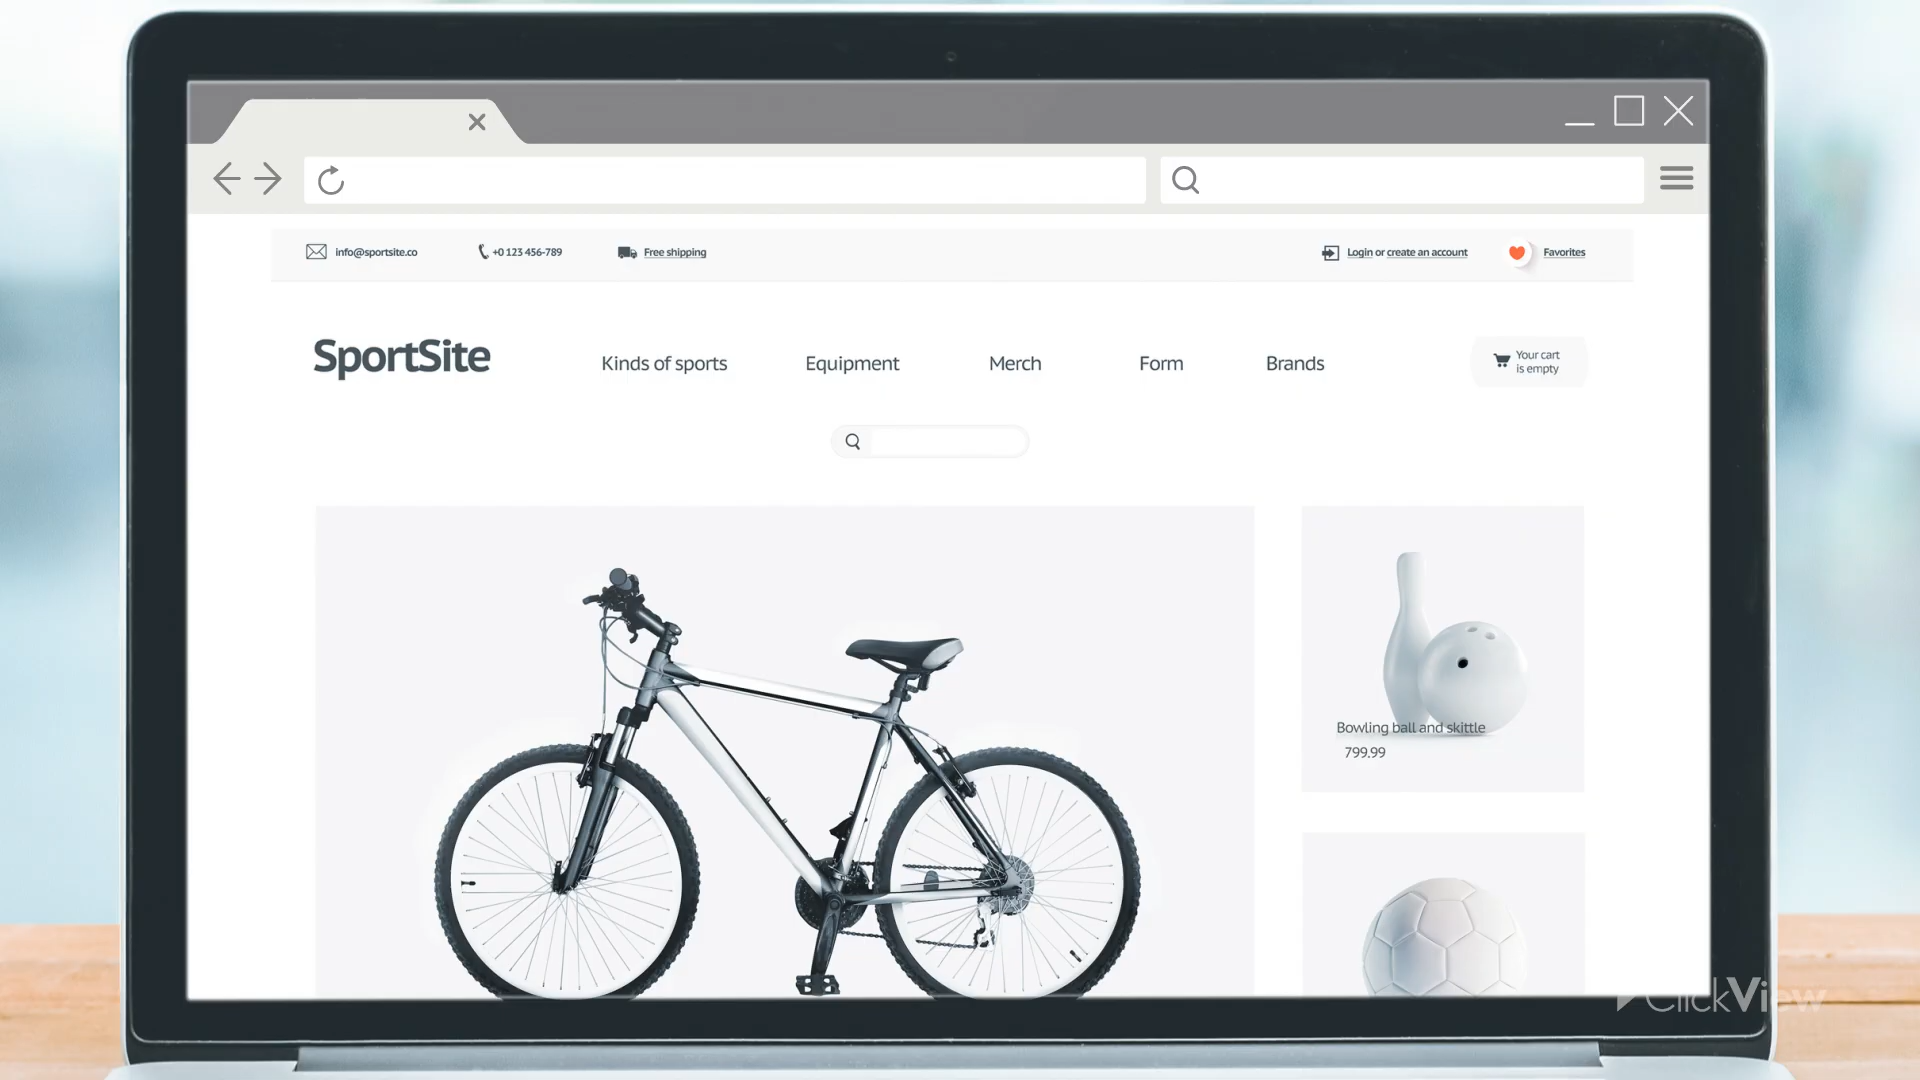 info@sportsite.co
+0 123 456-789
Free shipping
Login or create an account
Favorites
SportSite
Kinds of sports
Equipment
Merch
Form
Brands
Your cart
is empty
Bowling ball and skittle
799.99
ClickView